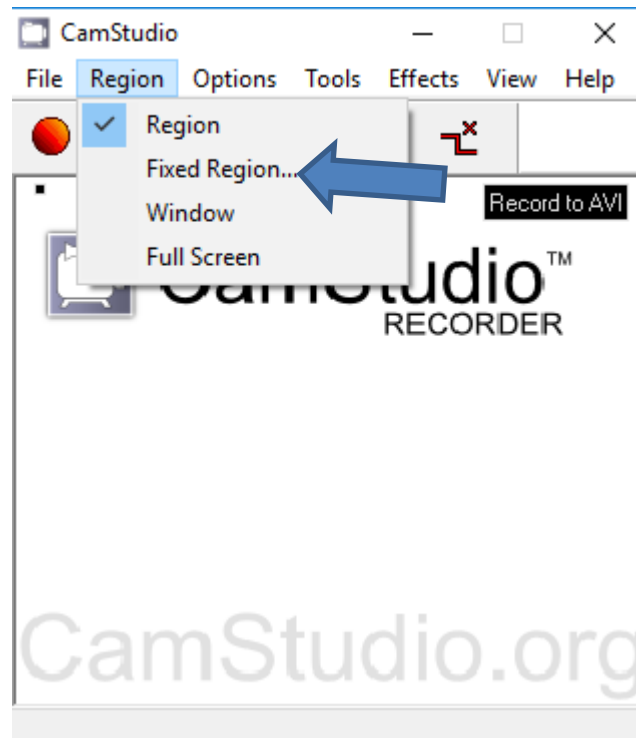 CamStudio
File Region Options Tools Effects View Help
Region
Fixed Region...
Window
Full Screen
Record to AVI
CamStudio™
RECORDER
CamStudio.org